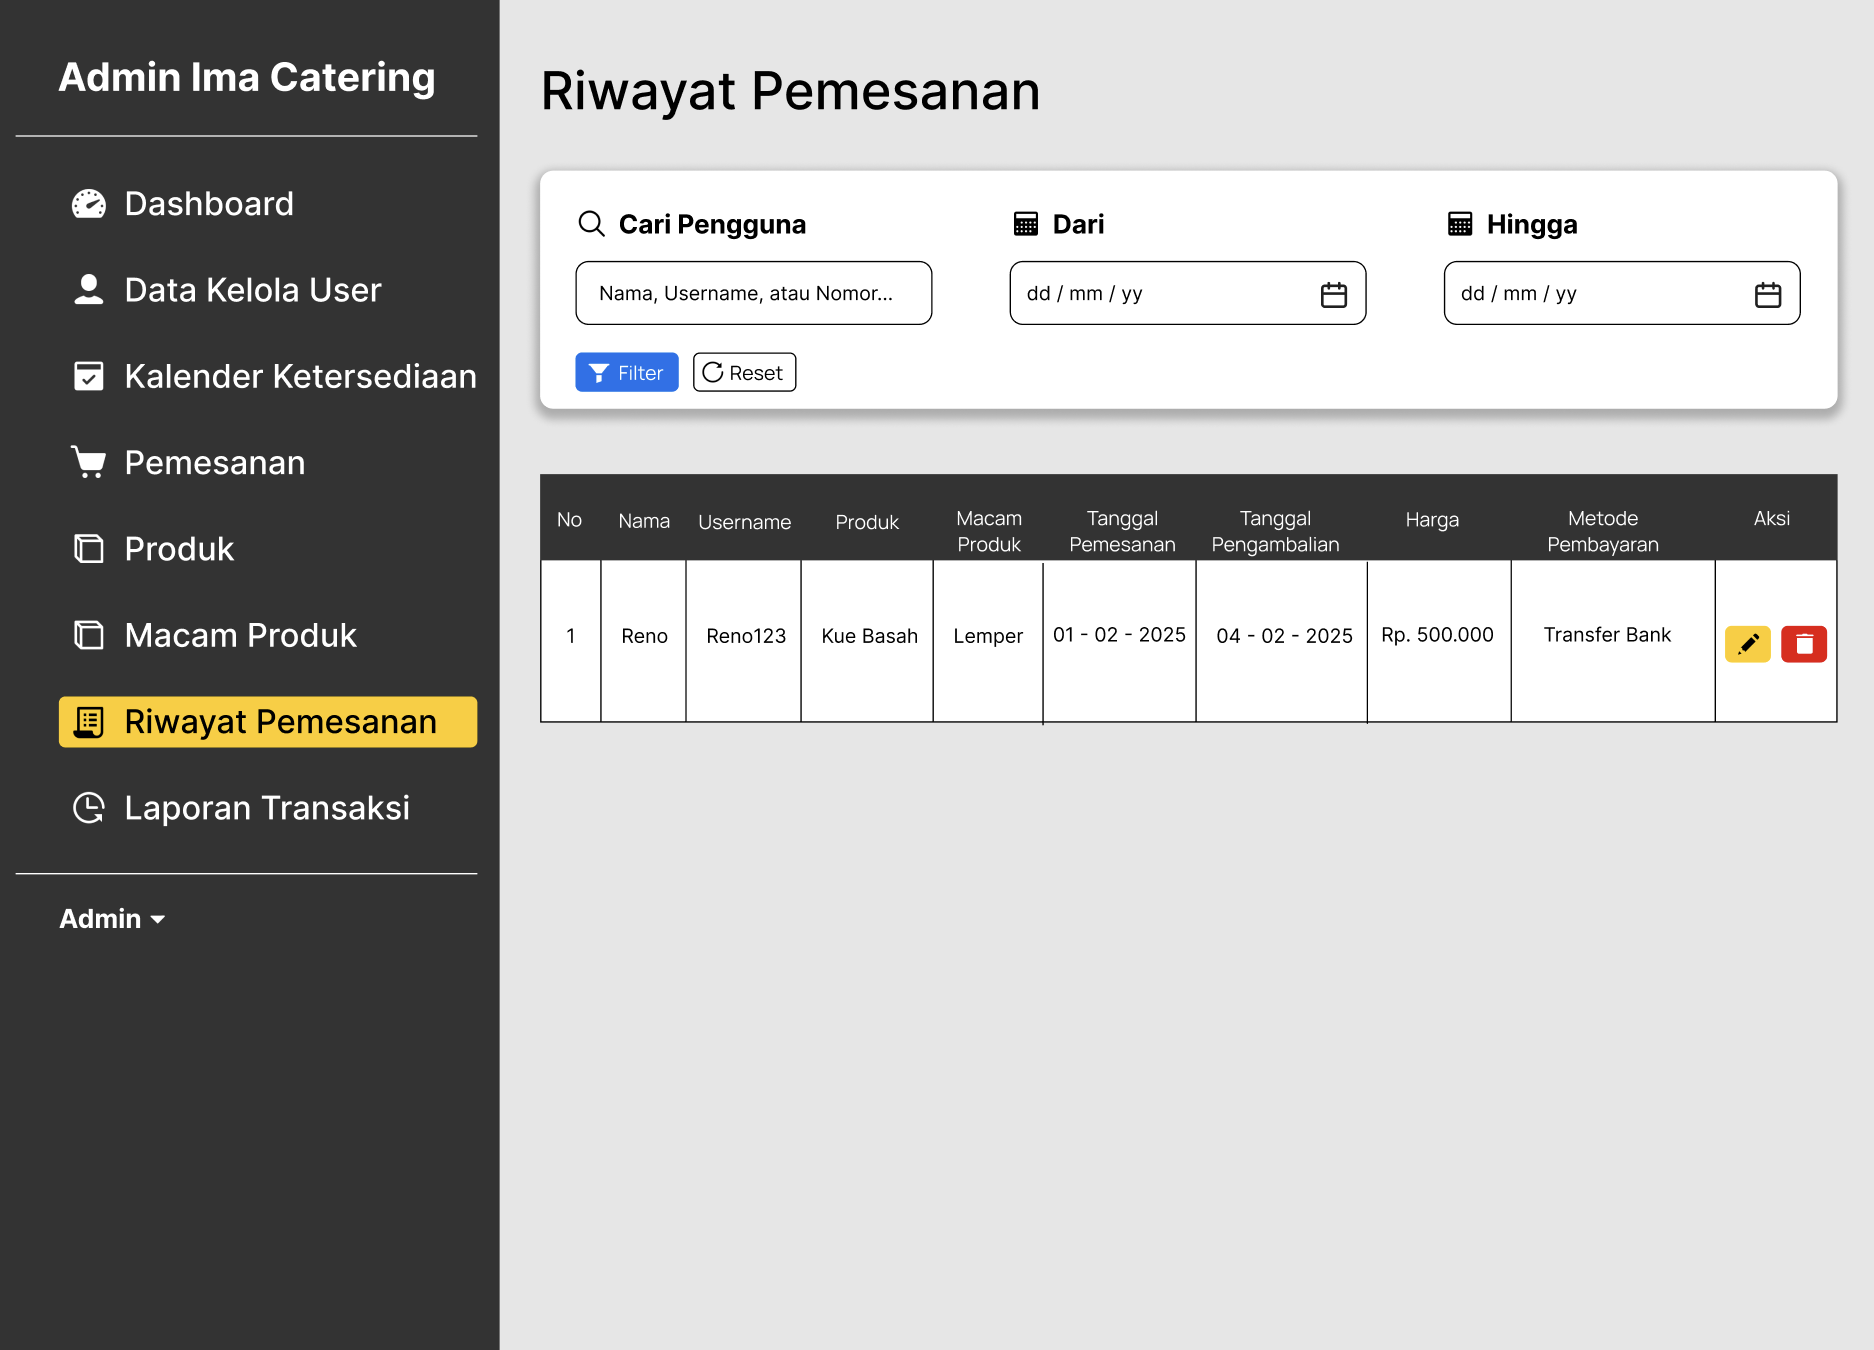 Admin Ima Catering
Dashboard
Data Kelola User
Kalender Ketersediaan
Pemesanan
Produk
Macam Produk
Riwayat Pemesanan
Laporan Transaksi
Admin
Riwayat Pemesanan
Cari Pengguna
Dari
Hingga
Nama, Username, atau Nomor...
dd / mm / yy
dd / mm / yy
Filter
Reset
No
Nama
Username
Produk
Macam
Produk
Tanggal
Pemesanan
Tanggal
Pengambalian
Harga
Metode
Pembayaran
Aksi
1
Reno
Reno123
Kue Basah
Lemper
01 - 02 - 2025
04 - 02 - 2025
Rp. 500.000
Transfer Bank